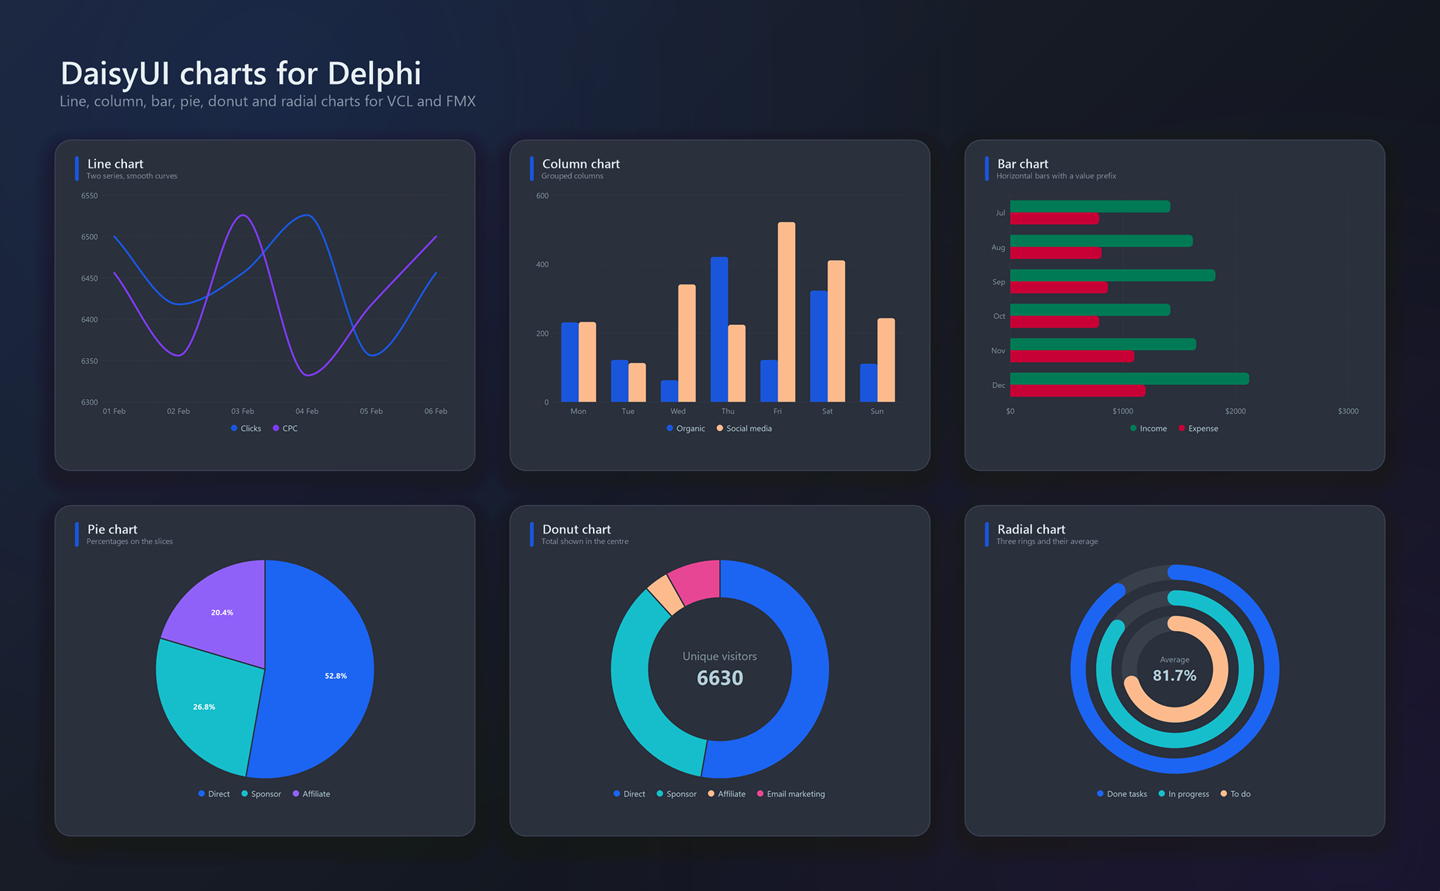 DaisyUI charts for Delphi
Line, column, bar, pie, donut and radial charts for VCL and FMX
Line chart
Two series, smooth curves
6550
6500
6450
6400
6350
6300
01 Feb 02 Feb 03 Feb 04 Feb 05 Feb 06 Feb
Clicks CPC
Column chart
Grouped columns
600
400
200
0
Mon Tue Wed Thu Fri Sat Sun
Organic Social media
Bar chart
Horizontal bars with a value prefix
Jul
Aug
Sep
Oct
Nov
Dec
$0 $1000 $2000 $3000
Income Expense
Pie chart
Percentages on the slices
20.4%
52.8%
26.8%
Direct Sponsor Affiliate
Donut chart
Total shown in the centre
Unique visitors
6630
Direct Sponsor Affiliate Email marketing
Radial chart
Three rings and their average
Average
81.7%
Done tasks In progress To do